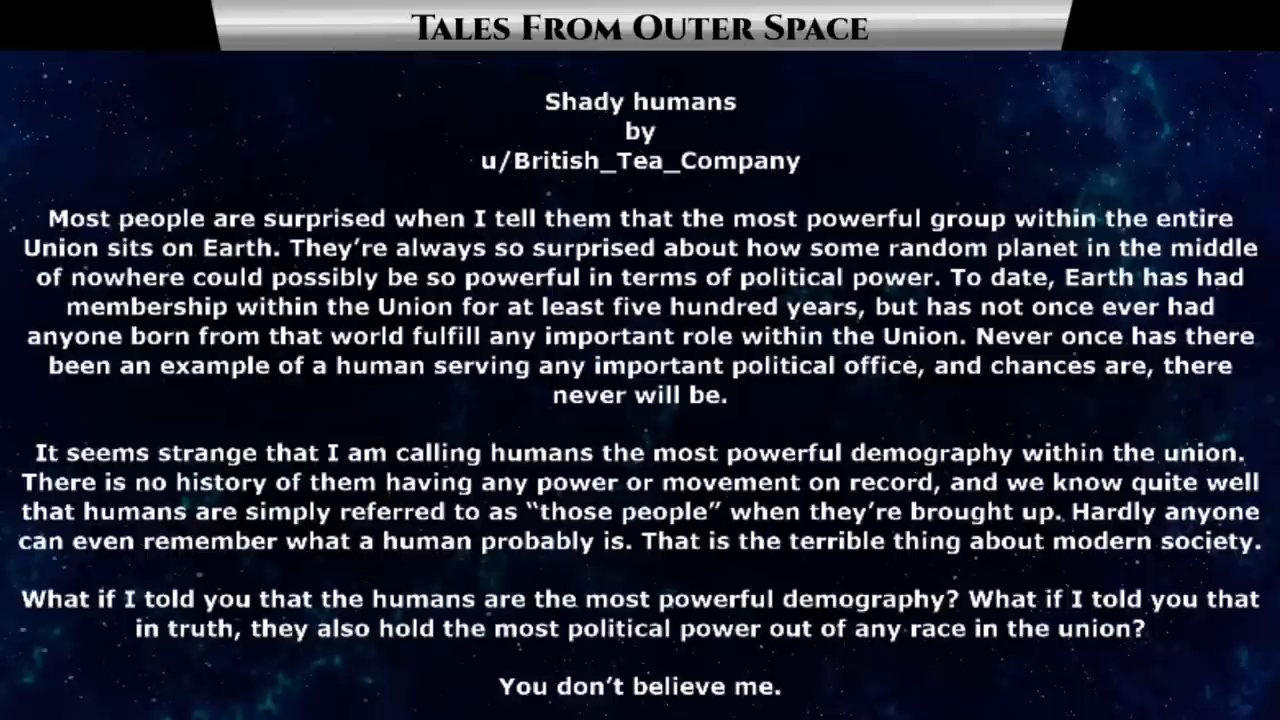 Tales From Outer Space
Shady humans
by
u/British_Tea_Company
Most people are surprised when I tell them that the most powerful group within the entire
Union sits on Earth. They’re always so surprised about how some random planet in the middle
of nowhere could possibly be so powerful in terms of political power. To date, Earth has had
membership within the Union for at least five hundred years, but has not once ever had
anyone born from that world fulfill any important role within the Union. Never once has there
been an example of a human serving any important political office, and chances are, there
never will be.
It seems strange that I am calling humans the most powerful demography within the union.
There is no history of them having any power or movement on record, and we know quite well
that humans are simply referred to as “those people” when they’re brought up. Hardly anyone
can even remember what a human probably is. That is the terrible thing about modern society.
What if I told you that the humans are the most powerful demography? What if I told you that
in truth, they also hold the most political power out of any race in the union?
You don’t believe me.